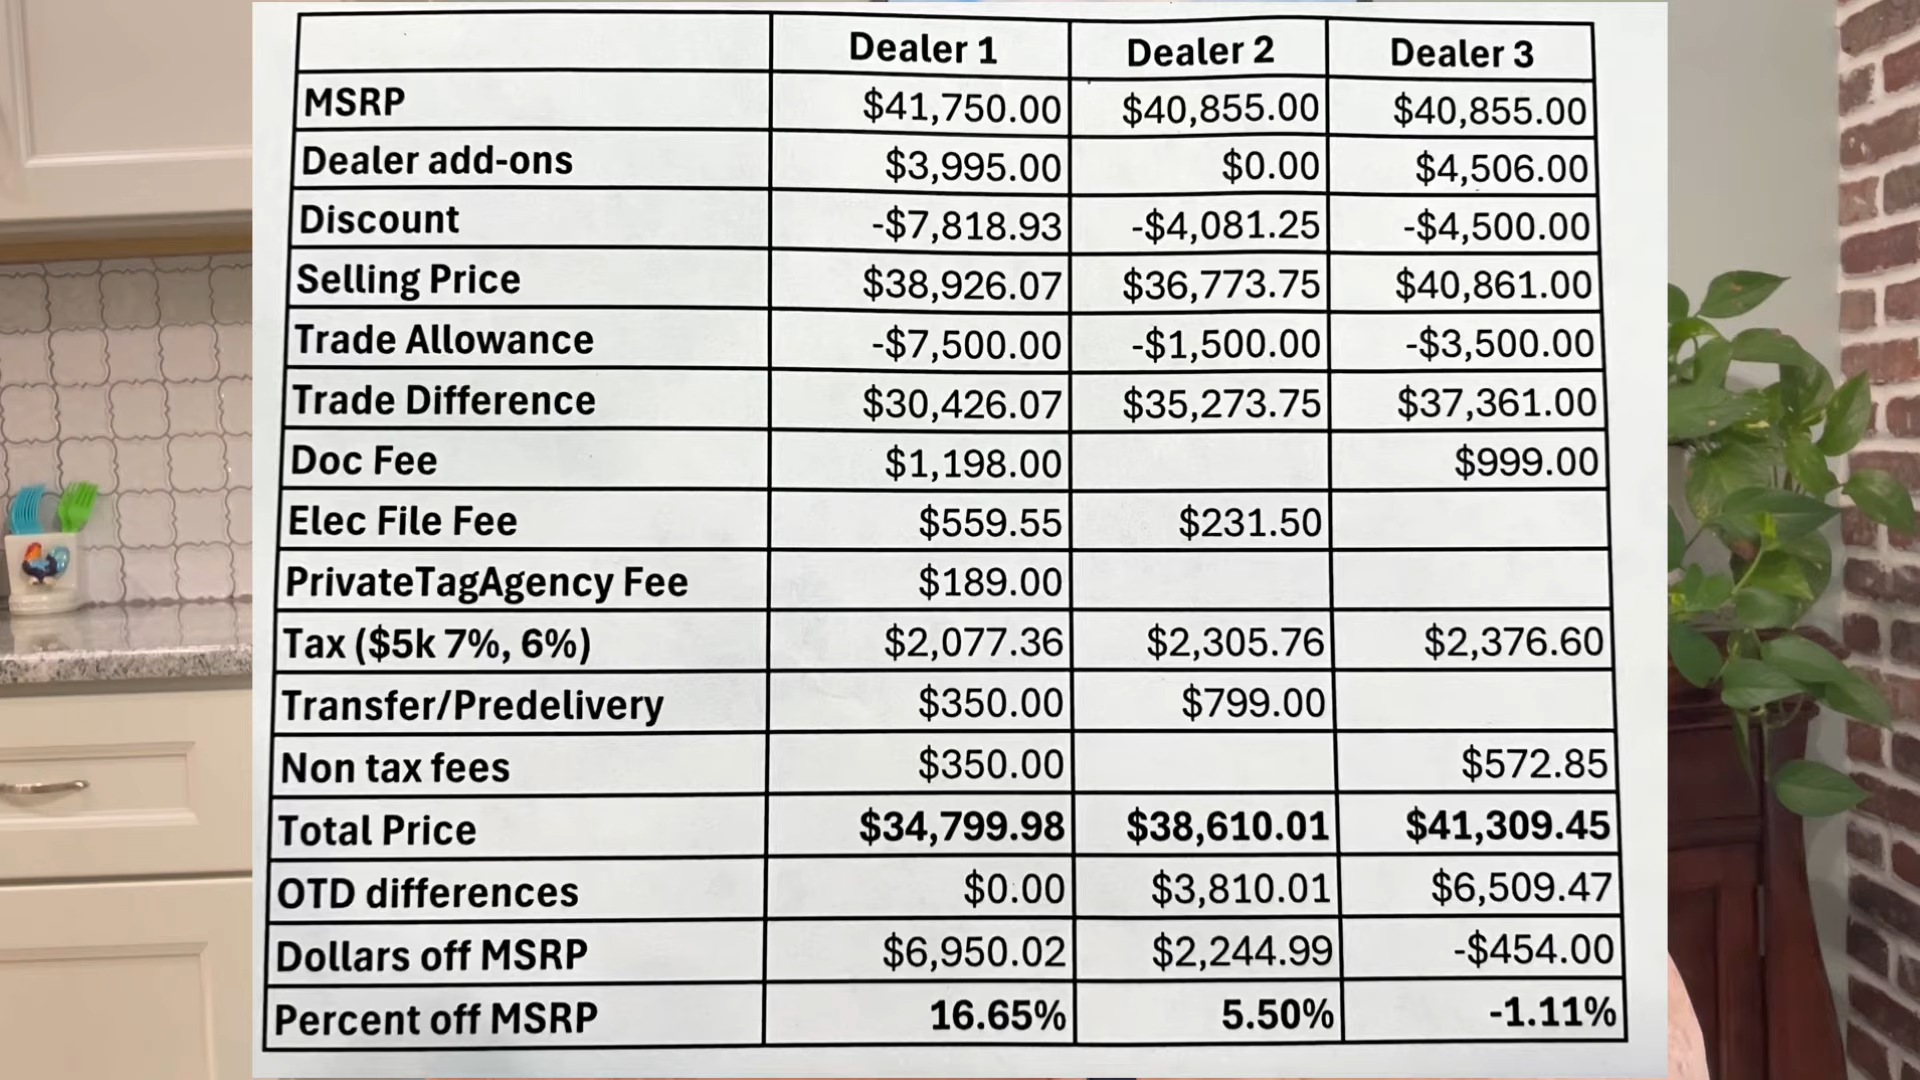 Dealer 1 Dealer 2 Dealer 3
MSRP $41,750.00 $40,855.00 $40,855.00
Dealer add-ons $3,995.00 $0.00 $4,506.00
Discount -$7,818.93 -$4,081.25 -$4,500.00
Selling Price $38,926.07 $36,773.75 $40,861.00
Trade Allowance -$7,500.00 -$1,500.00 -$3,500.00
Trade Difference $30,426.07 $35,273.75 $37,361.00
Doc Fee $1,198.00 $999.00
Elec File Fee $559.55 $231.50
PrivateTagAgency Fee $189.00
Tax ($5k 7%, 6%) $2,077.36 $2,305.76 $2,376.60
Transfer/Predelivery $350.00 $799.00
Non tax fees $350.00 $572.85
Total Price $34,799.98 $38,610.01 $41,309.45
OTD differences $0.00 $3,810.01 $6,509.47
Dollars off MSRP $6,950.02 $2,244.99 -$454.00
Percent off MSRP 16.65% 5.50% -1.11%